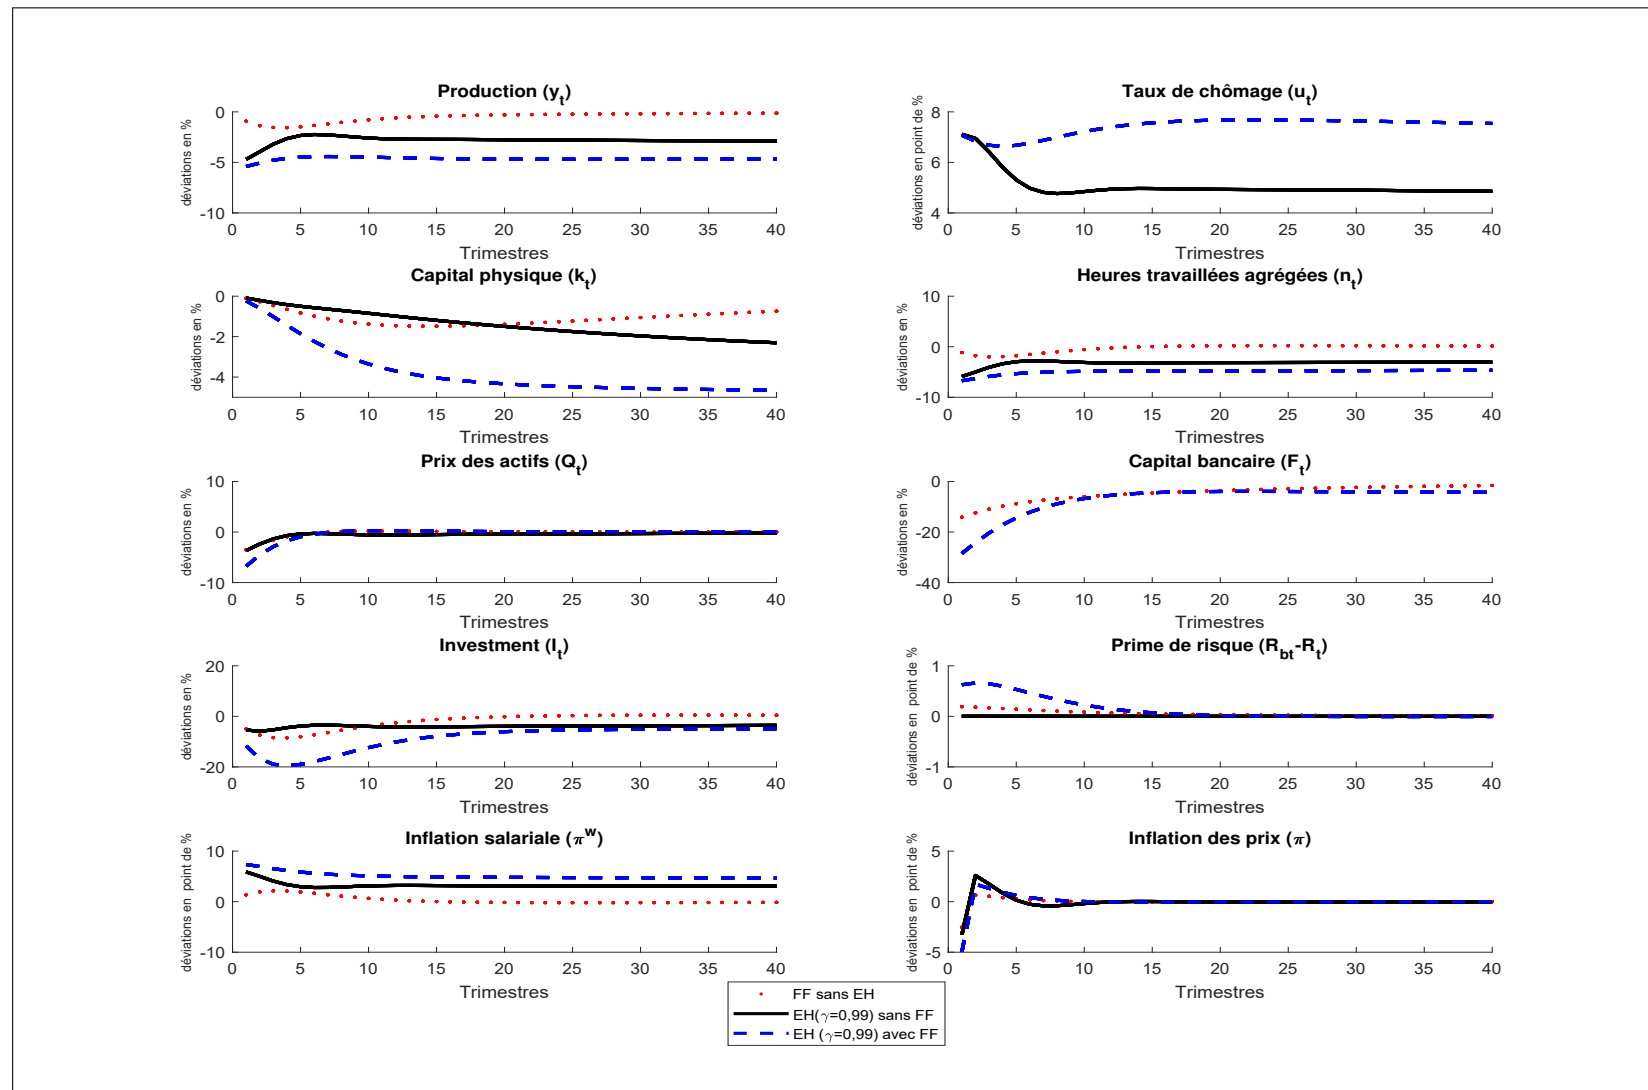 Production (yt)
déviations en %
0
-5
-10
0 5 10 15 20 25 30 35 40
Trimestres
Taux de chômage (ut)
déviations en point de %
8
6
4
0 5 10 15 20 25 30 35 40
Trimestres
Capital physique (kt)
déviations en %
0
-2
-4
0 5 10 15 20 25 30 35 40
Trimestres
Heures travaillées agrégées (nt)
déviations en %
10
0
-10
0 5 10 15 20 25 30 35 40
Trimestres
Prix des actifs (Qt)
déviations en %
10
0
-10
0 5 10 15 20 25 30 35 40
Trimestres
Capital bancaire (Ft)
déviations en %
0
-20
-40
0 5 10 15 20 25 30 35 40
Trimestres
Investment (It)
déviations en %
20
0
-20
0 5 10 15 20 25 30 35 40
Trimestres
Prime de risque (Rbt-Rt)
déviations en point de %
1
0
-1
0 5 10 15 20 25 30 35 40
Trimestres
Inflation salariale (πw)
déviations en point de %
10
0
-10
0 5 10 15 20 25 30 35 40
Trimestres
Inflation des prix (π)
déviations en point de %
5
0
-5
0 5 10 15 20 25 30 35 40
Trimestres
FF sans EH
EH(γ=0,99) sans FF
EH (γ=0,99) avec FF